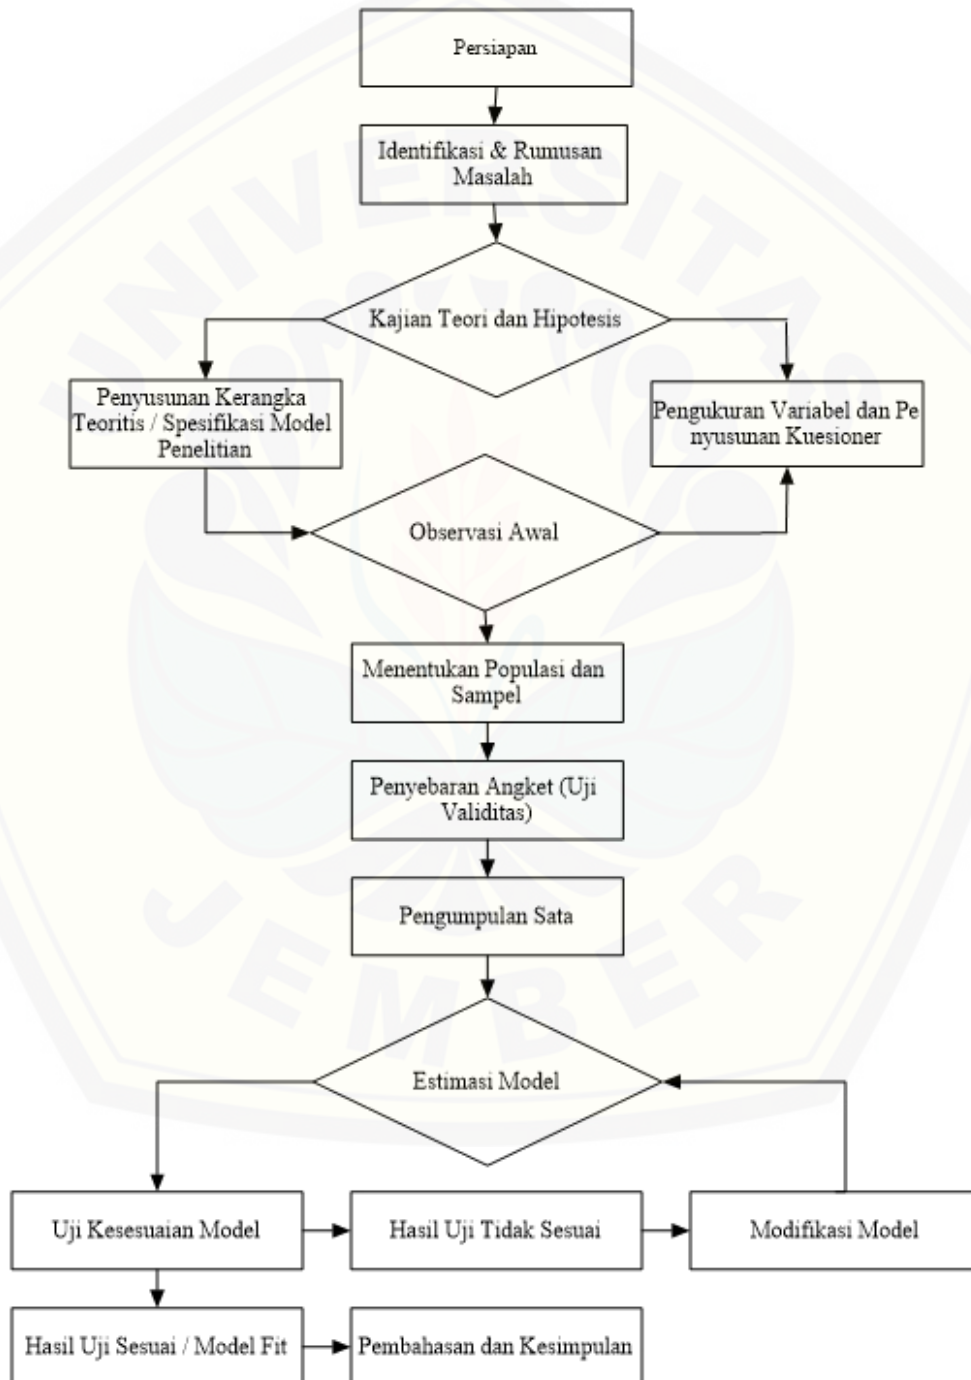 UNIVERSITAS
JEMBER
Persiapan
Identifikasi & Rumusan
Masalah
Kajian Teori dan Hipotesis
Penyusunan Kerangka
Teoritis / Spesifikasi Model
Penelitian
Pengukuran Variabel dan Pe
nyusunan Kuesioner
Observasi Awal
Menentukan Populasi dan
Sampel
Penyebaran Angket (Uji
Validitas)
Pengumpulan Sata
Estimasi Model
Uji Kesesuaian Model
Hasil Uji Tidak Sesuai
Modifikasi Model
Hasil Uji Sesuai / Model Fit
Pembahasan dan Kesimpulan